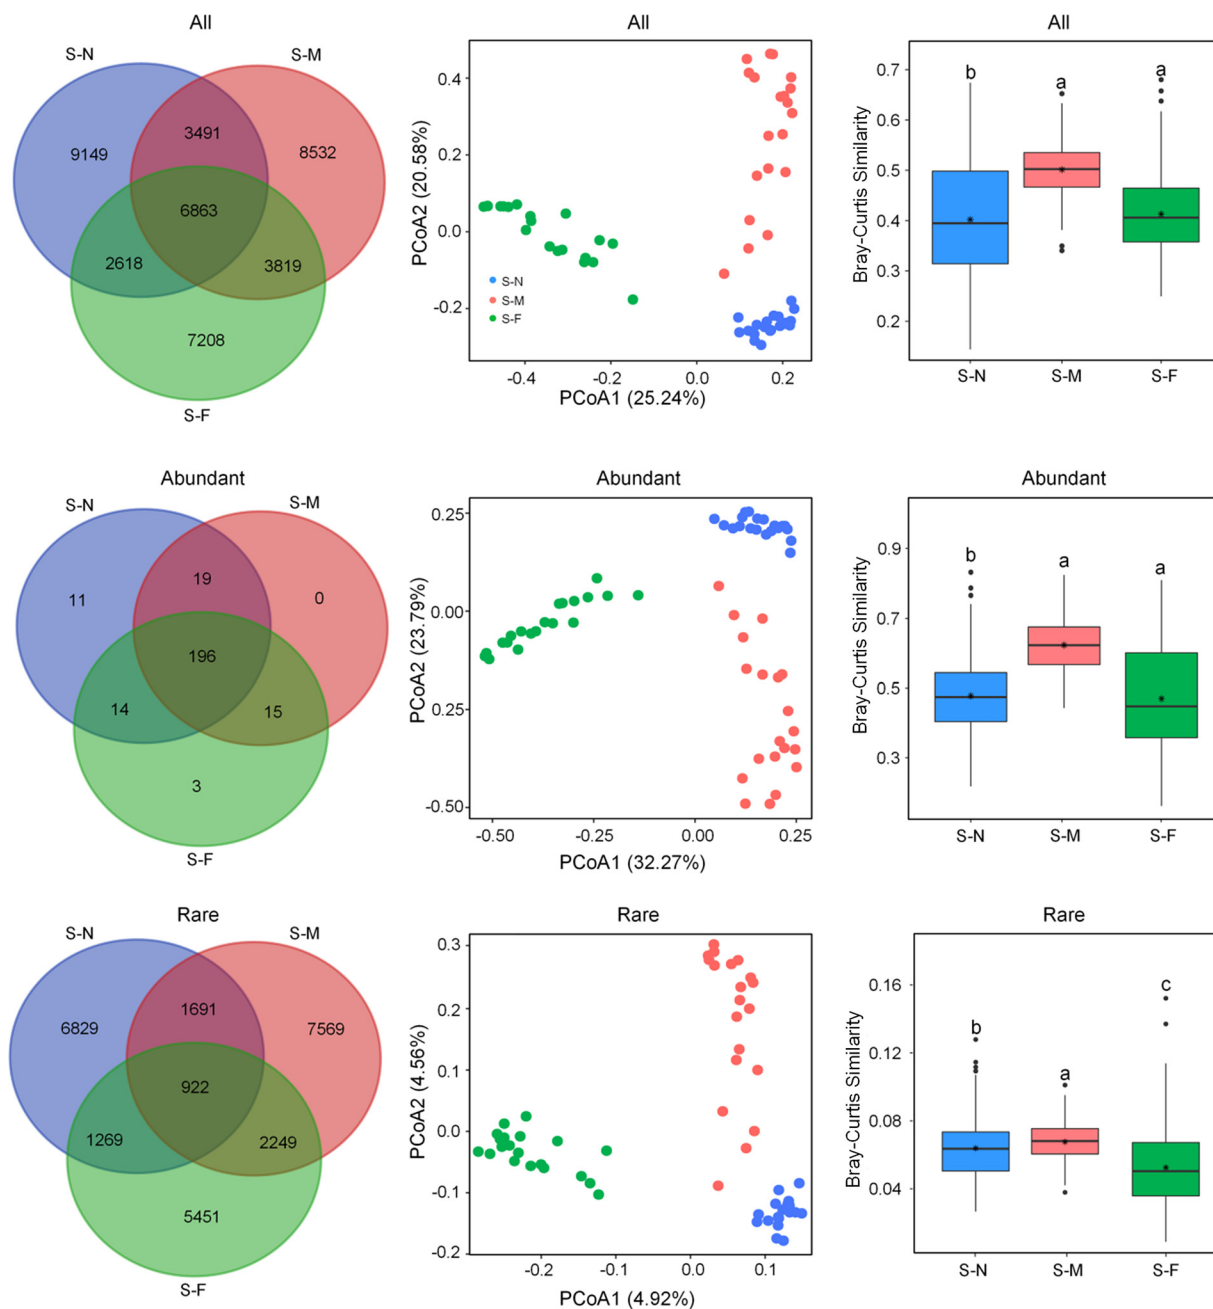 All
S-N
S-M
9149
3491
8532
6863
2618
3819
7208
S-F
All
PCoA2 (20.58%)
0.4
0.2
0.0
-0.2
S-N
S-M
S-F
-0.4
-0.2
0.0
0.2
PCoA1 (25.24%)
All
Bray-Curtis Similarity
0.7
0.5
0.4
0.3
0.2
b
a
a
S-N
S-M
S-F
Abundant
S-N
S-M
11
19
0
196
14
15
3
S-F
Abundant
PCoA2 (23.79%)
0.25
0.00
0.25
-0.50
-0.50
-0.25
0.00
0.25
PCoA1 (32.27%)
Abundant
Bray-Curtis Similarity
0.9
0.7
0.5
0.3
b
a
a
S-N
S-M
S-F
Rare
S-N
S-M
6829
1691
7569
922
1269
2249
5451
S-F
Rare
PCoA2 (4.56%)
0.3
0.2
0.1
0.0
-0.1
-0.2
-0.2
-0.1
0.0
0.1
PCoA1 (4.92%)
Rare
Bray-Curtis Similarity
0.16
0.12
0.08
0.04
b
a
c
S-N
S-M
S-F